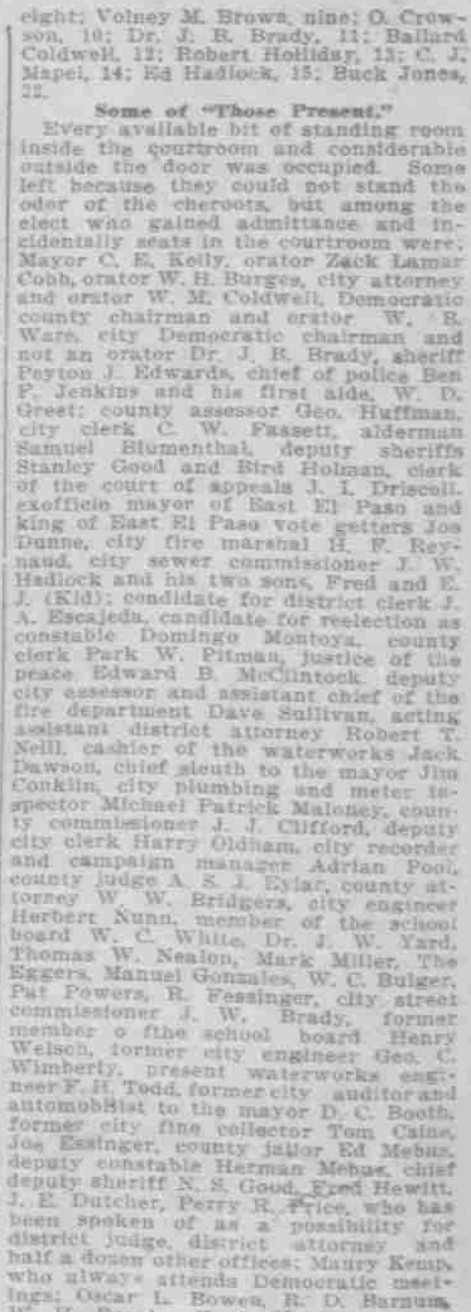 eight; Volney M. Brown, nine; O. Crow-
son, 10; Dr. J. B. Brady, 11; Ballard
Coldwell, 12; Robert Holliday, 13; C. J.
Mapel, 14; Ed Hadlock, 15; Buck Jones,
22.
Some of "Those Present."
Every available bit of standing room
inside the courtroom and considerable
outside the door was occupied. Some
left because they could not stand the
odor of the cheroots, but among the
elect who gained admittance and in-
cidentally seats in the courtroom were:
Mayor C. E. Kelly, orator Zack Lamar
Cobb, orator W. H. Burges, city attorney
and orator W. M. Coldwell, Democratic
county chairman and orator W. B.
Ware, city Democratic chairman and
not an orator Dr. J. B. Brady, sheriff
Peyton J. Edwards, chief of police Ben
F. Jenkins and his first aide, W. D.
Greet; county assessor Geo. Huffman,
city clerk C. W. Fassett, alderman
Samuel Blumenthal, deputy sheriffs
Stanley Good and Bird Holman, clerk
of the court of appeals J. I. Driscoll,
exofficio mayor of East El Paso and
king of East El Paso vote getters Joe
Dunne, city fire marshal H. F. Rey-
naud, city sewer commissioner J. W.
Hadlock and his two sons, Fred and E.
J. (Kid); candidate for district clerk J.
A. Escajeda, candidate for reelection as
constable Domingo Montoya, county
clerk Park W. Pitman, justice of the
peace Edward B. McClintock, deputy
city assessor and assistant chief of the
fire department Dave Sullivan, acting
assistant district attorney Robert T.
Neill, cashier of the waterworks Jack
Dawson, chief sleuth to the mayor Jim
Conklin, city plumbing and meter in-
spector Michael Patrick Maloney, coun-
ty commissioner J. J. Clifford, deputy
city clerk Harry Oldham, city recorder
and campaign manager Adrian Pool,
county judge A. S. J. Eylar, county at-
torney W. W. Bridgers, city engineer
Herbert Nunn, member of the school
board W. C. White, Dr. J. W. Yard,
Thomas W. Nealon, Mark Miller, The
Eggers, Manuel Gonzales, W. C. Bulger,
Pat Powers, R. Fessinger, city street
commissioner J. W. Brady, former
member o fthe school board Henry
Welsch, former city engineer Geo. C.
Wimberly, present waterworks engi-
neer F. H. Todd, former city auditor and
automobilist to the mayor D. C. Booth,
former city fine collector Tom Caine,
Joe Essinger, county jailor Ed Mebus,
deputy constable Herman Mebus, chief
deputy sheriff N. S. Good, Fred Hewitt,
J. E. Dutcher, Perry R. Price, who has
been spoken of as a possibility for
district judge, district attorney and
half a dozen other offices; Maury Kemp,
who always attends Democratic meet-
ings; Oscar L. Bowen, R. D. Barnum,